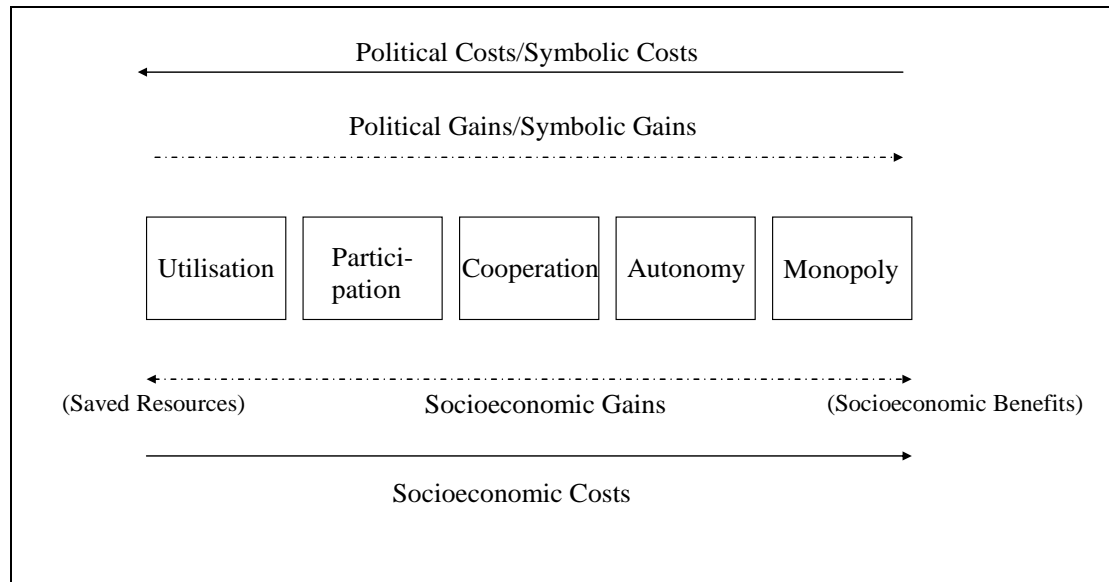 Political Costs/Symbolic Costs
Political Gains/Symbolic Gains
Utilisation
Partici-
pation
Cooperation
Autonomy
Monopoly
(Saved Resources)
Socioeconomic Gains
(Socioeconomic Benefits)
Socioeconomic Costs